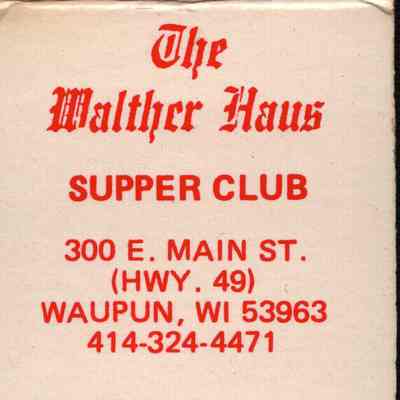 The
Walther Haus
SUPPER CLUB
300 E. MAIN ST.
(HWY. 49)
WAUPUN, WI 53963
414-324-4471